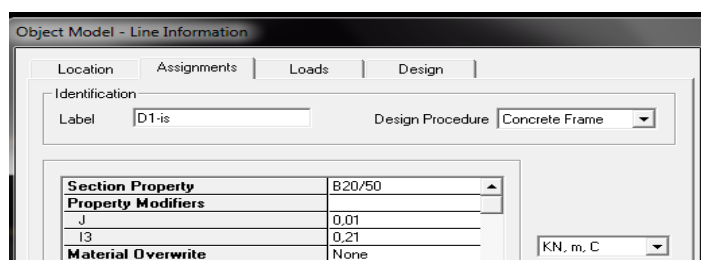 Object Model - Line Information
Location Assignments Loads Design
Identification
Label D1-is Design Procedure Concrete Frame
Section Property B20/50
Property Modifiers
J 0,01
I3 0,21
Material Overwrite None
KN, m, C